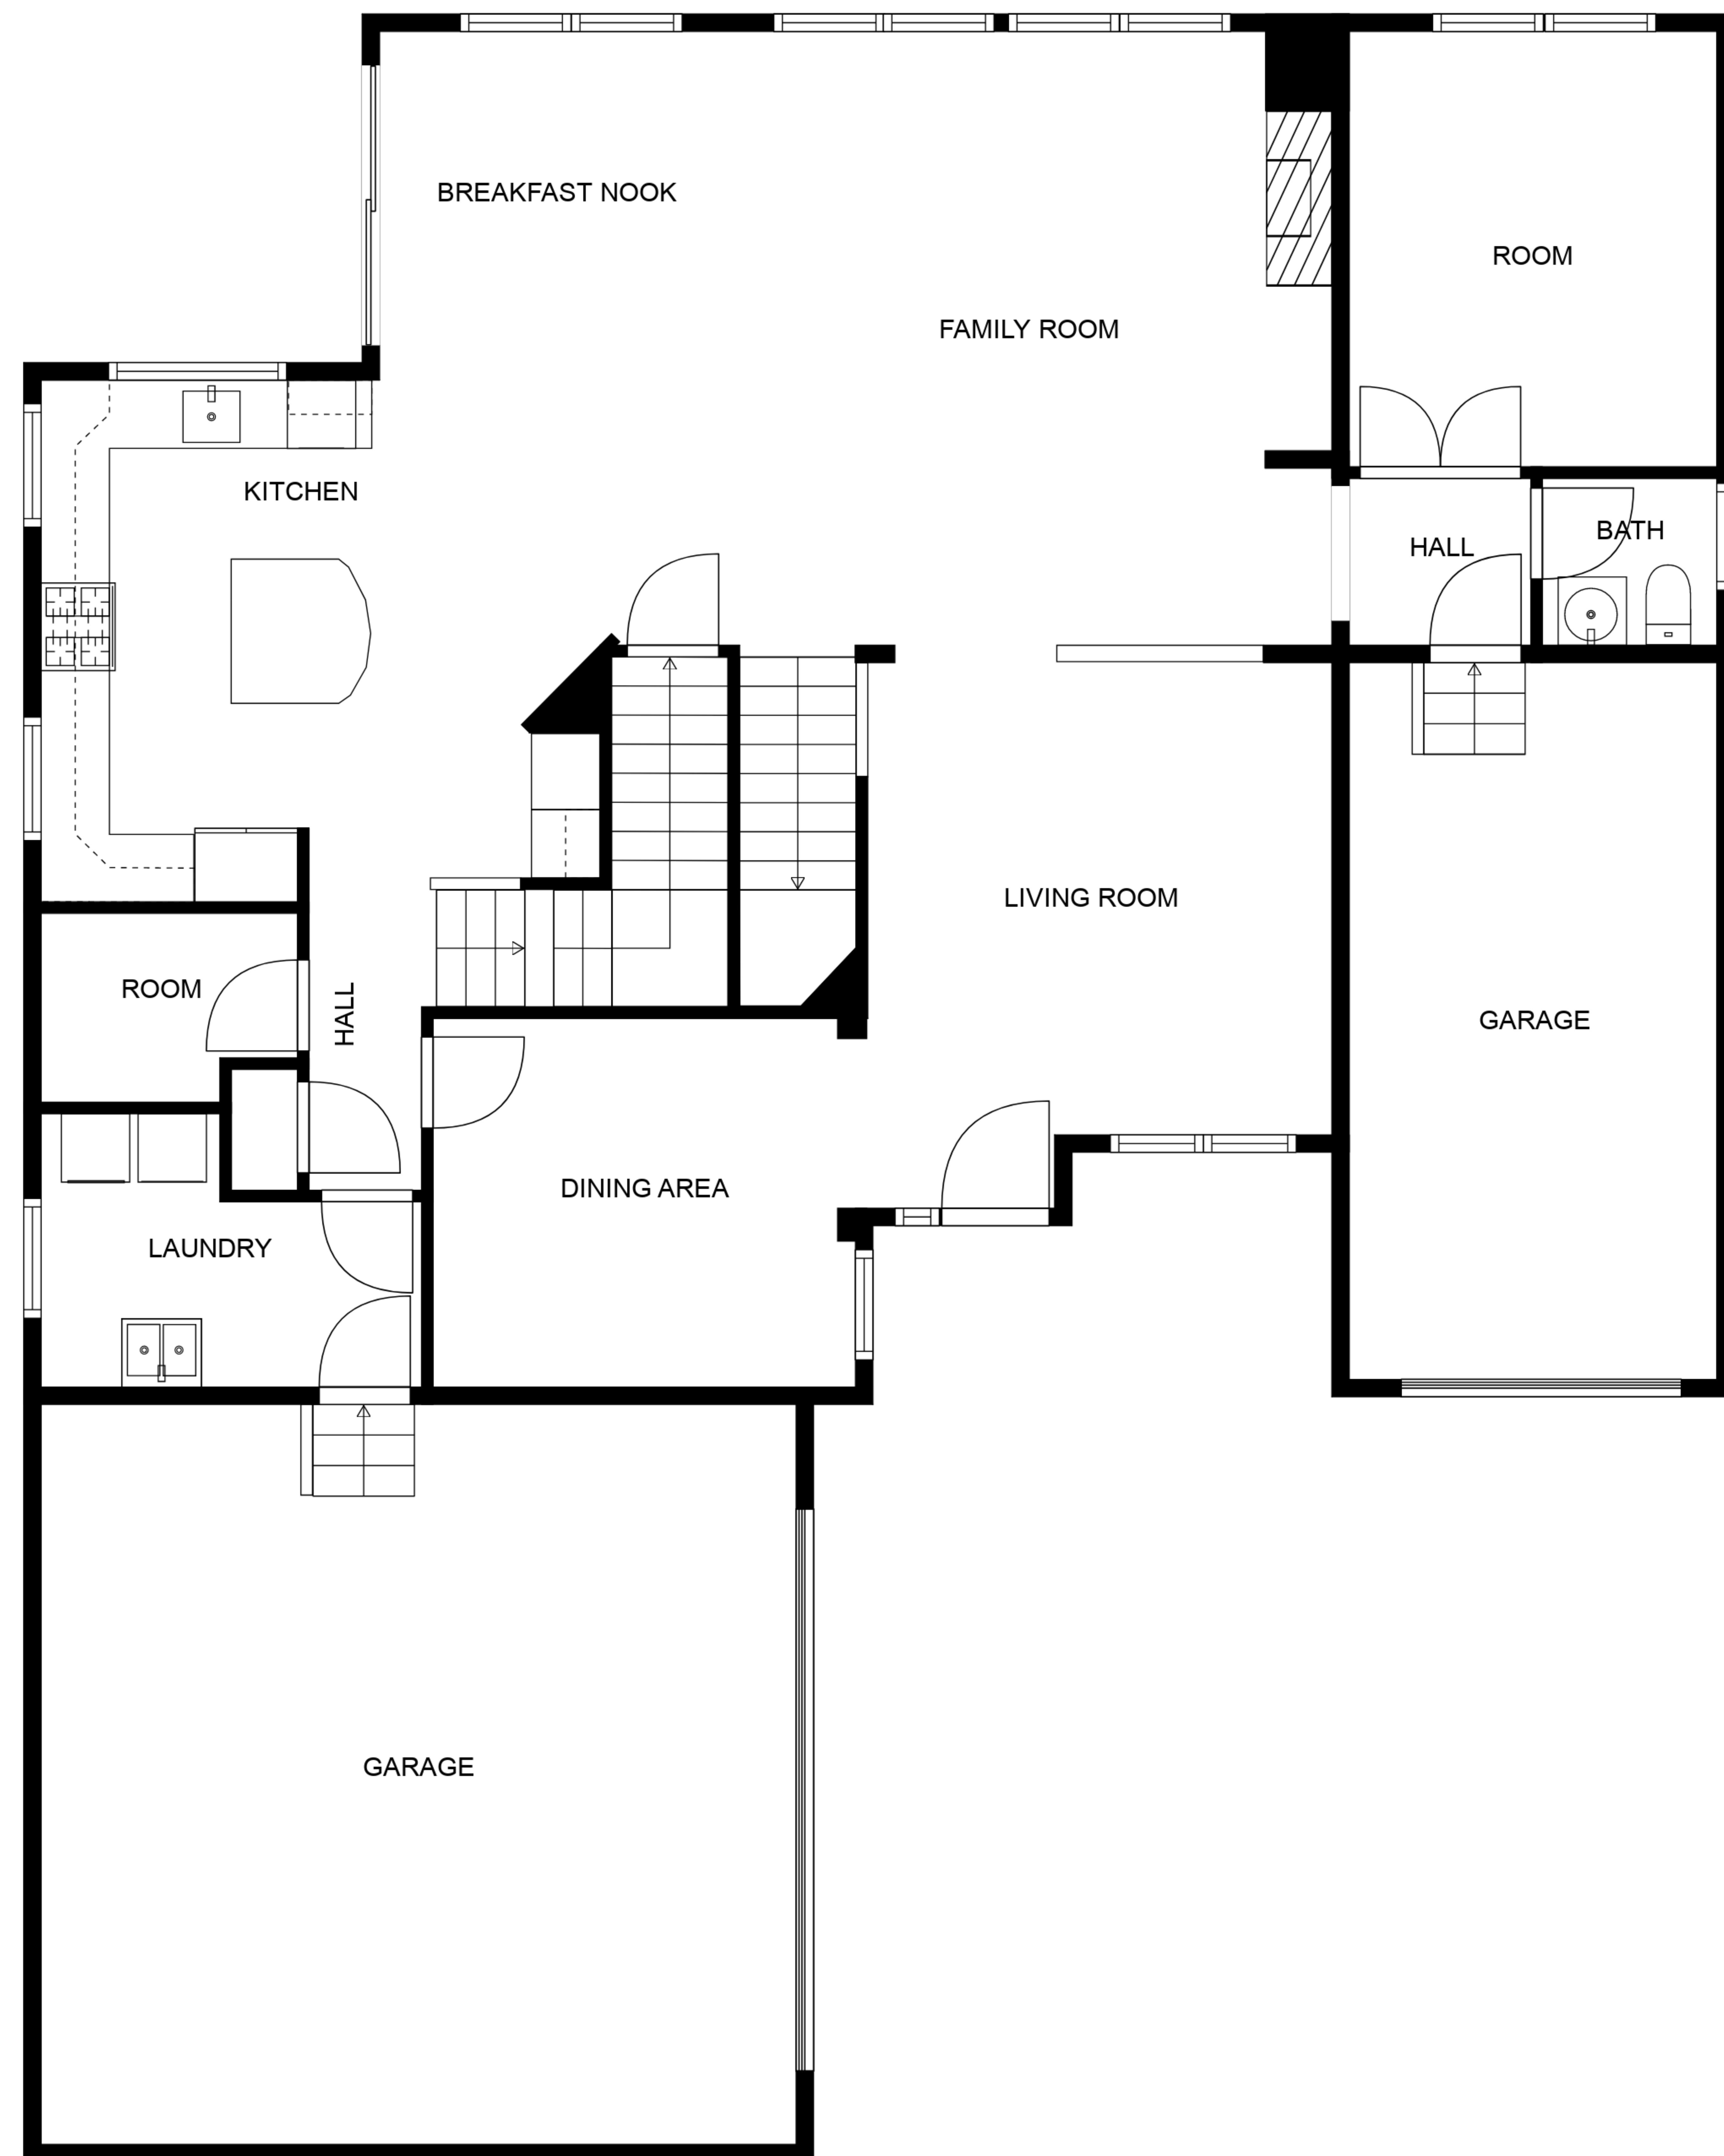 BREAKFAST NOOK
ROOM
FAMILY ROOM
KITCHEN
BATH
HALL
LIVING ROOM
ROOM
HALL
GARAGE
DINING AREA
LAUNDRY
GARAGE